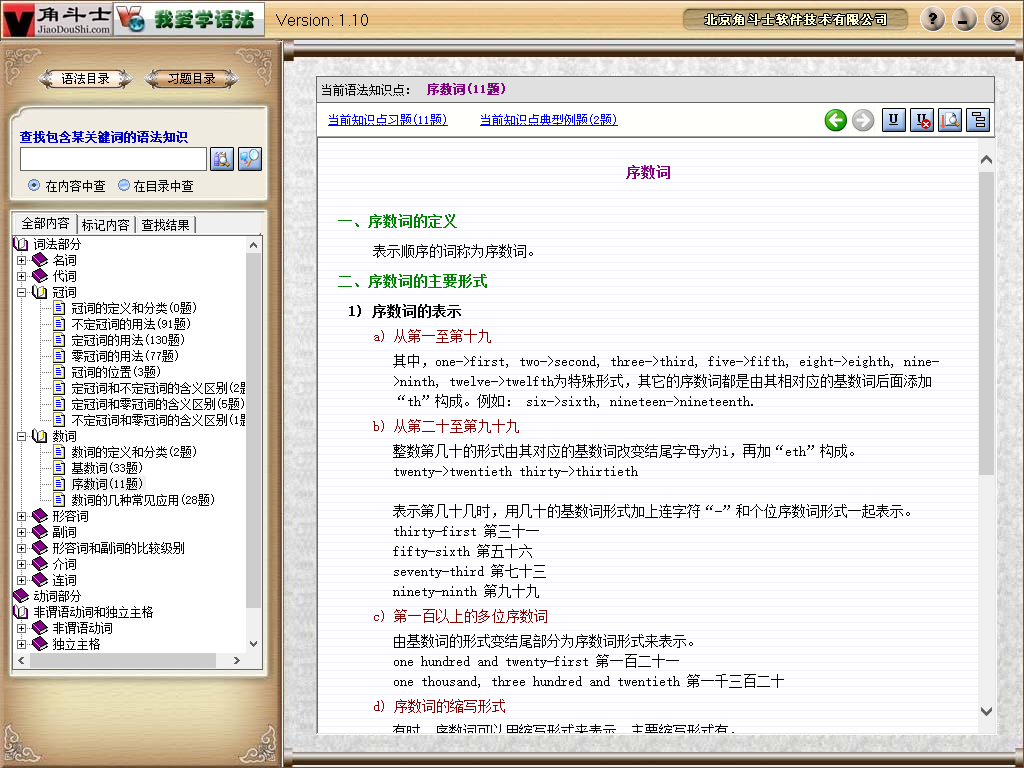 角斗士
JiaoDouShi.com
我爱学语法
Version: 1.10
北京角斗士软件技术有限公司
语法目录
习题目录
查找包含某关键词的语法知识
在内容中查
在目录中查
全部内容
标记内容
查找结果
词法部分
名词
代词
冠词
冠词的定义和分类(0题)
不定冠词的用法(91题)
定冠词的用法(130题)
零冠词的用法(77题)
冠词的位置(3题)
定冠词和不定冠词的含义区别(2题
定冠词和零冠词的含义区别(5题)
不定冠词和零冠词的含义区别(1题
数词
数词的定义和分类(2题)
基数词(33题)
序数词(11题)
数词的几种常见应用(28题)
形容词
副词
形容词和副词的比较级别
介词
连词
动词部分
非谓语动词和独立主格
非谓语动词
独立主格
当前语法知识点： 序数词(11题)
当前知识点习题(11题)
当前知识点典型例题(2题)
序数词
一、序数词的定义
表示顺序的词称为序数词。
二、序数词的主要形式
1) 序数词的表示
a) 从第一至第十九
其中，one->first, two->second, three->third, five->fifth, eight->eighth, nine-
>ninth, twelve->twelfth为特殊形式，其它的序数词都是由其相对应的基数词后面添加
“th”构成。例如： six->sixth, nineteen->nineteenth.
b) 从第二十至第九十九
整数第几十的形式由其对应的基数词改变结尾字母y为i，再加“eth”构成。
twenty->twentieth thirty->thirtieth
表示第几十几时，用几十的基数词形式加上连字符“-”和个位序数词形式一起表示。
thirty-first 第三十一
fifty-sixth 第五十六
seventy-third 第七十三
ninety-ninth 第九十九
c) 第一百以上的多位序数词
由基数词的形式变结尾部分为序数词形式来表示。
one hundred and twenty-first 第一百二十一
one thousand, three hundred and twentieth 第一千三百二十
d) 序数词的缩写形式
有时，序数词可以用缩写形式来表示。主要缩写形式有。